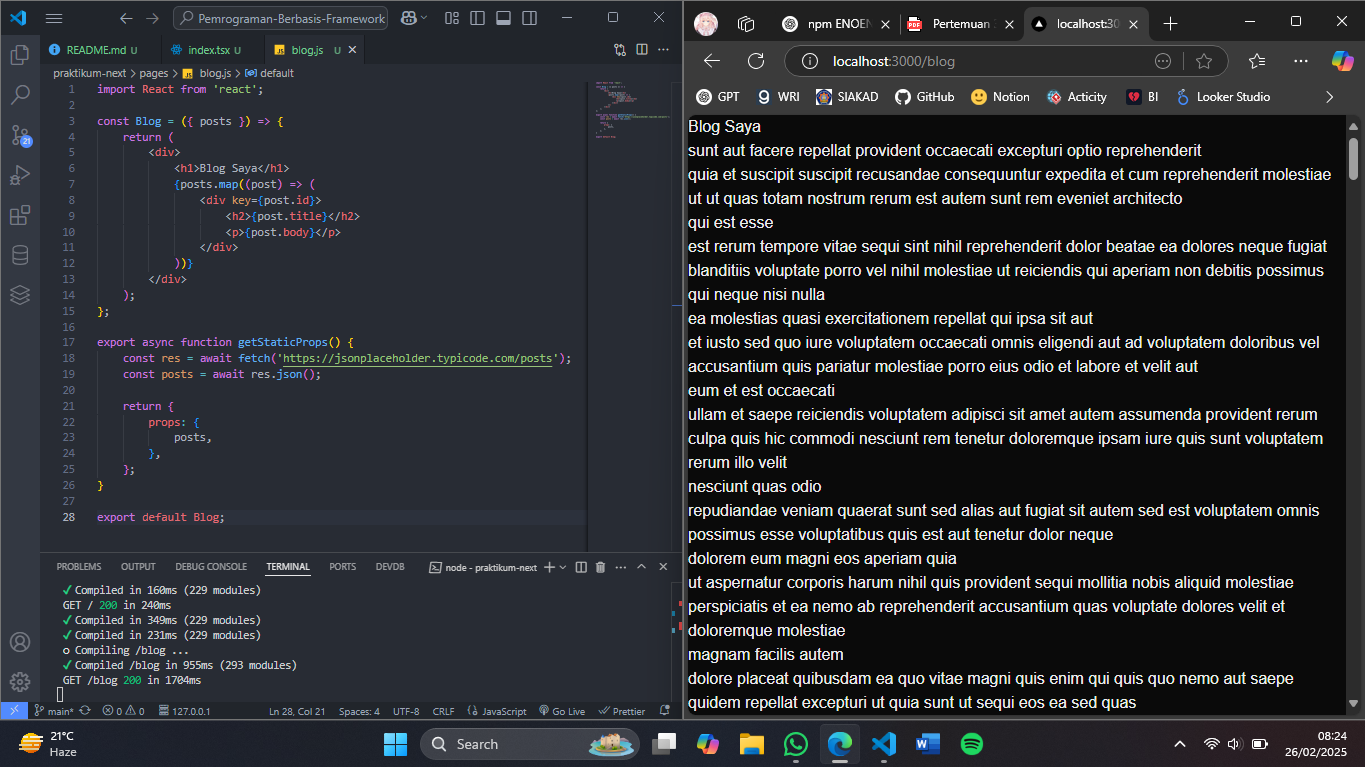 Pemrograman-Berbasis-Framework
README.md U
index.tsx U
blog.js U
praktikum-next > pages > blog.js > default
1 import React from 'react';
2
3 const Blog = ({ posts }) => {
4 return (
5 <div>
6 <h1>Blog Saya</h1>
7 {posts.map((post) => (
8 <div key={post.id}>
9 <h2>{post.title}</h2>
10 <p>{post.body}</p>
11 </div>
12 ))}
13 </div>
14 );
15 };
16
17 export async function getStaticProps() {
18 const res = await fetch('https://jsonplaceholder.typicode.com/posts');
19 const posts = await res.json();
20
21 return {
22 props: {
23 posts,
24 },
25 };
26 }
27
28 export default Blog;
21
PROBLEMS OUTPUT DEBUG CONSOLE TERMINAL PORTS DEVDB
node - praktikum-next
✓ Compiled in 160ms (229 modules)
GET / 200 in 240ms
✓ Compiled in 349ms (229 modules)
✓ Compiled in 231ms (229 modules)
○ Compiling /blog ...
✓ Compiled /blog in 955ms (293 modules)
GET /blog 200 in 1704ms
main* 0 0 127.0.0.1 Ln 28, Col 21 Spaces: 4 UTF-8 CRLF JavaScript Go Live Prettier
npm ENOEN
PDF
Pertemuan
localhost:30
localhost:3000/blog
GPT WRI SIAKAD GitHub Notion Acticity BI Looker Studio
Blog Saya
sunt aut facere repellat provident occaecati excepturi optio reprehenderit
quia et suscipit suscipit recusandae consequuntur expedita et cum reprehenderit molestiae
ut ut quas totam nostrum rerum est autem sunt rem eveniet architecto
qui est esse
est rerum tempore vitae sequi sint nihil reprehenderit dolor beatae ea dolores neque fugiat
blanditiis voluptate porro vel nihil molestiae ut reiciendis qui aperiam non debitis possimus
qui neque nisi nulla
ea molestias quasi exercitationem repellat qui ipsa sit aut
et iusto sed quo iure voluptatem occaecati omnis eligendi aut ad voluptatem doloribus vel
accusantium quis pariatur molestiae porro eius odio et labore et velit aut
eum et est occaecati
ullam et saepe reiciendis voluptatem adipisci sit amet autem assumenda provident rerum
culpa quis hic commodi nesciunt rem tenetur doloremque ipsam iure quis sunt voluptatem
rerum illo velit
nesciunt quas odio
repudiandae veniam quaerat sunt sed alias aut fugiat sit autem sed est voluptatem omnis
possimus esse voluptatibus quis est aut tenetur dolor neque
dolorem eum magni eos aperiam quia
ut aspernatur corporis harum nihil quis provident sequi mollitia nobis aliquid molestiae
perspiciatis et ea nemo ab reprehenderit accusantium quas voluptate dolores velit et
doloremque molestiae
magnam facilis autem
dolore placeat quibusdam ea quo vitae magni quis enim qui quis quo nemo aut saepe
quidem repellat excepturi ut quia sunt ut sequi eos ea sed quas
21°C
Haze
Search
08:24
26/02/2025